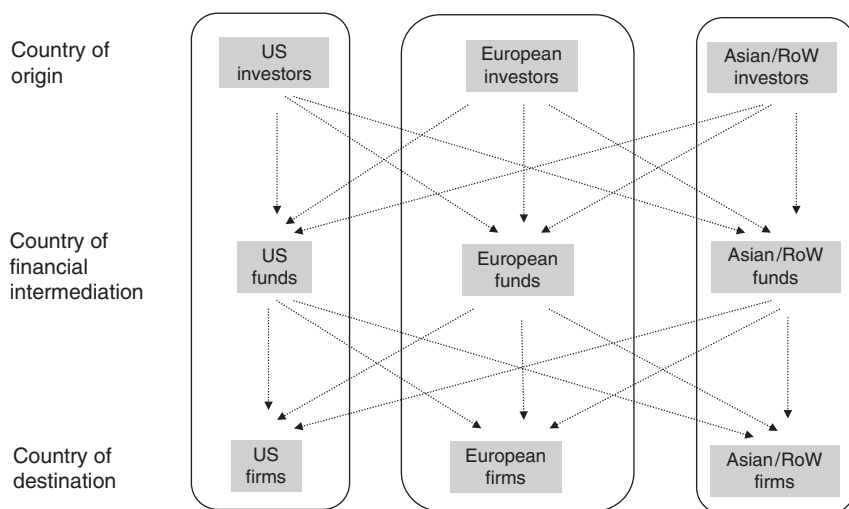 Country of
origin
US
investors
European
investors
Asian/RoW
investors
Country of
financial
intermediation
US
funds
European
funds
Asian/RoW
funds
Country of
destination
US
firms
European
firms
Asian/RoW
firms